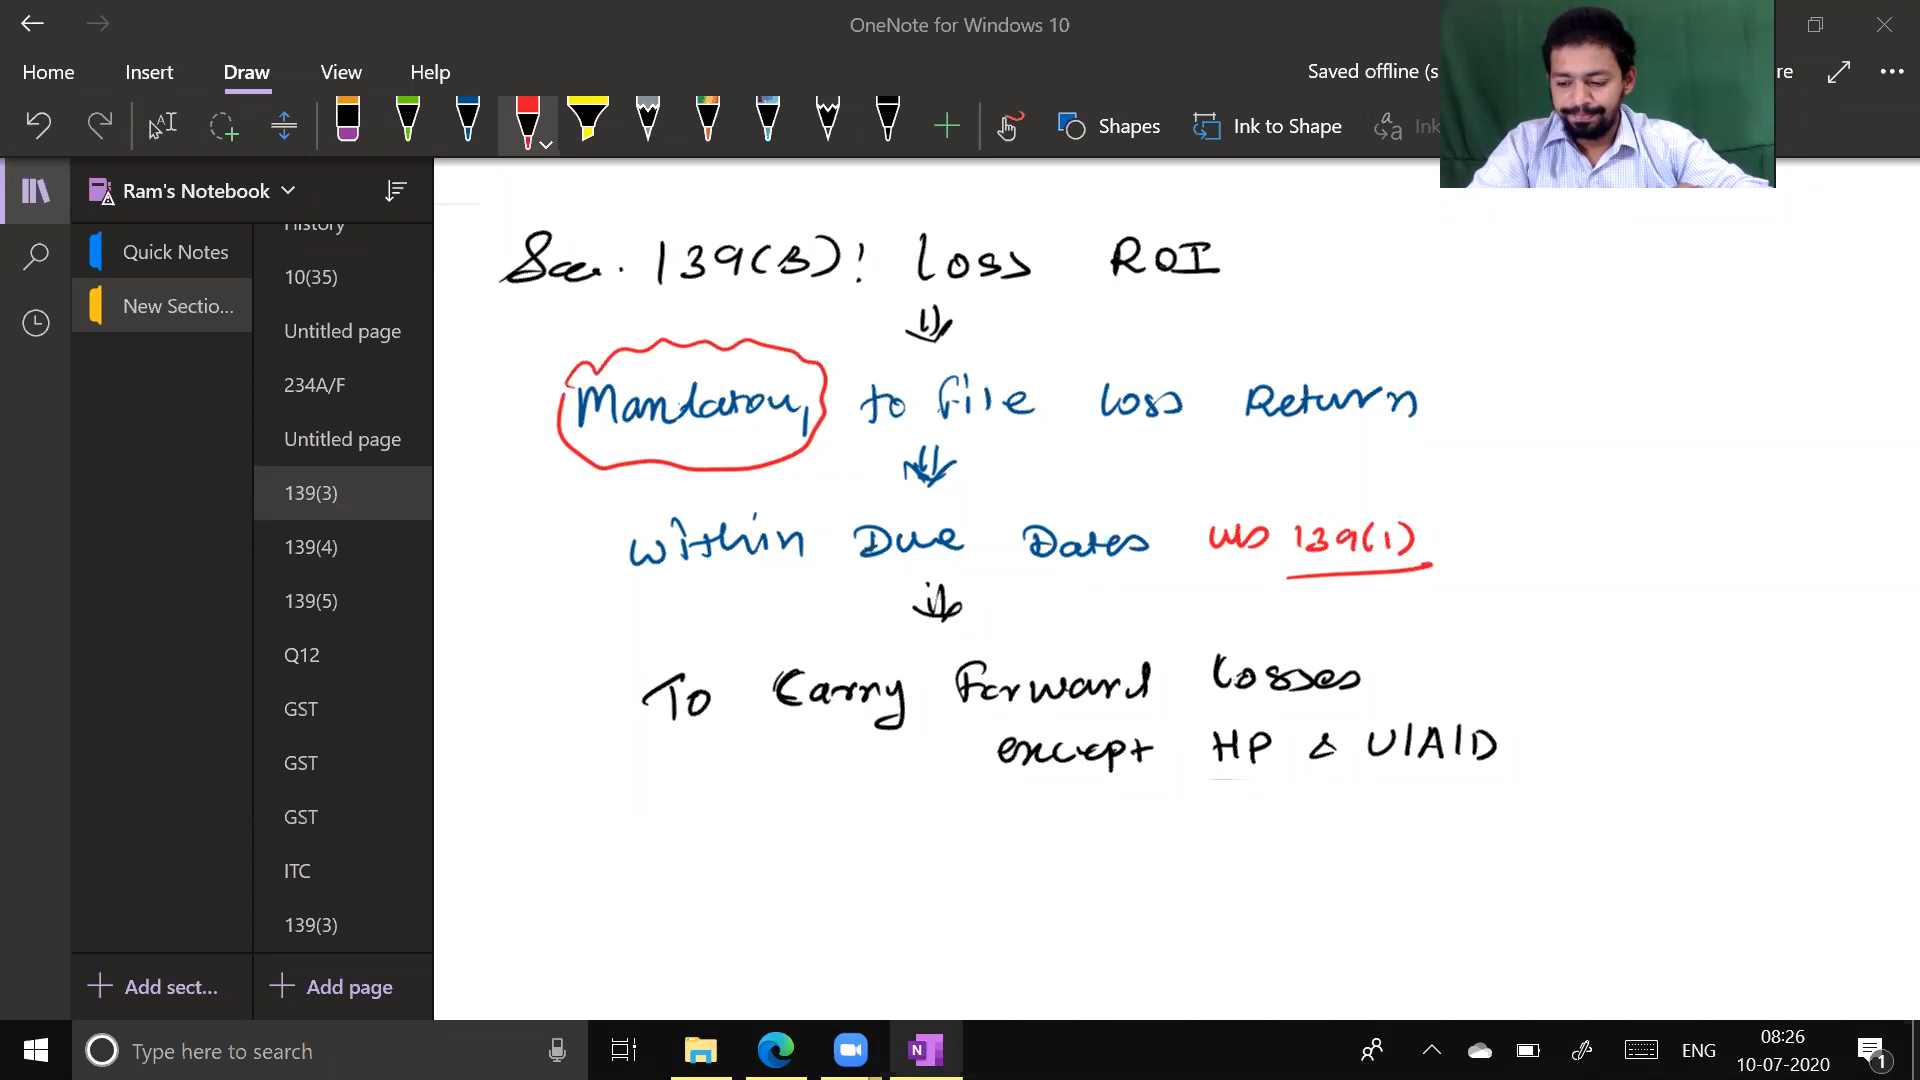 OneNote for Windows 10
Home Insert Draw View Help
Saved offline (s
re
Shapes
Ink to Shape
Ink
Ram's Notebook
Quick Notes
New Sectio...
History
10(35)
Untitled page
234A/F
Untitled page
139(3)
139(4)
139(5)
Q12
GST
GST
GST
ITC
139(3)
Add sect...
Add page
Sec. 139(3): Loss ROI
Mandatory to file loss Return
within Due Dates u/s 139(1)
To Carry Forward Losses
except HP & U/A/D
Type here to search
ENG
08:26
10-07-2020
1